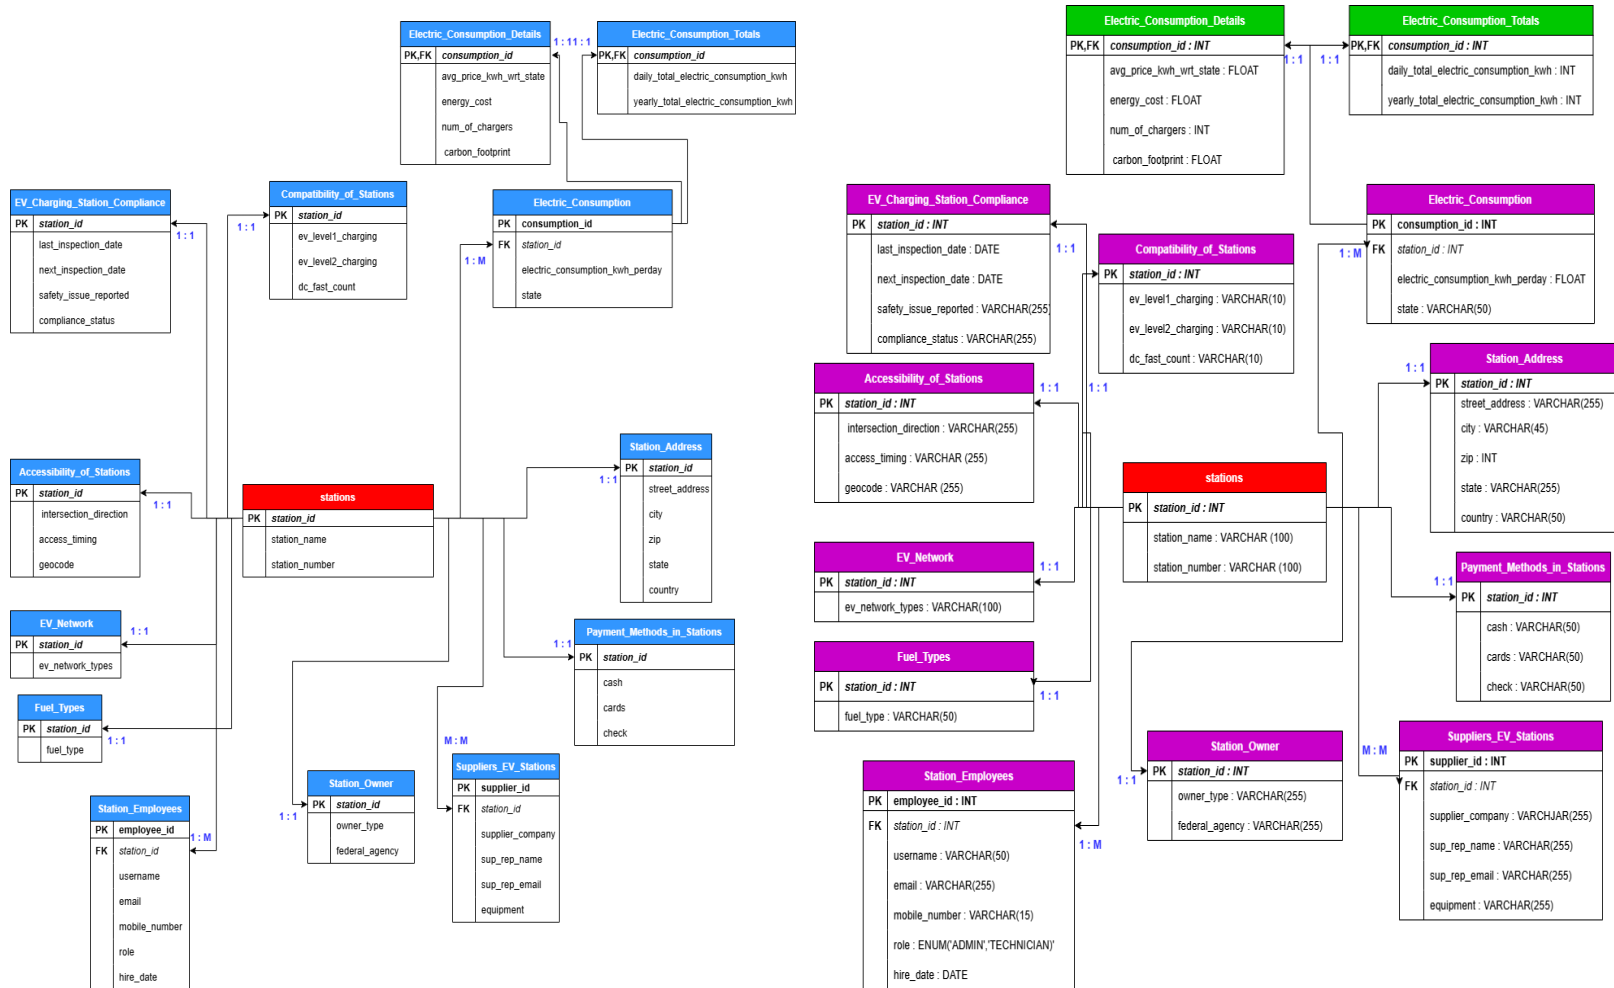 Electric_Consumption_Details
PK,FK consumption_id
avg_price_kwh_wrt_state
energy_cost
num_of_chargers
carbon_footprint
1 : 1
1 : 1
Electric_Consumption_Totals
PK,FK consumption_id
daily_total_electric_consumption_kwh
yearly_total_electric_consumption_kwh
EV_Charging_Station_Compliance
PK station_id
last_inspection_date
next_inspection_date
safety_issue_reported
compliance_status
1 : 1
Compatibility_of_Stations
PK station_id
ev_level1_charging
ev_level2_charging
dc_fast_count
1 : 1
Electric_Consumption
PK consumption_id
FK station_id
electric_consumption_kwh_perday
state
1 : M
Accessibility_of_Stations
PK station_id
intersection_direction
access_timing
geocode
1 : 1
stations
PK station_id
station_name
station_number
Station_Address
PK station_id
street_address
city
zip
state
country
1 : 1
EV_Network
PK station_id
ev_network_types
1 : 1
Payment_Methods_in_Stations
PK station_id
cash
cards
check
1 : 1
Fuel_Types
PK station_id
fuel_type
1 : 1
Station_Owner
PK station_id
owner_type
federal_agency
1 : 1
M : M
Suppliers_EV_Stations
PK supplier_id
FK station_id
supplier_company
sup_rep_name
sup_rep_email
equipment
Station_Employees
PK employee_id
FK station_id
username
email
mobile_number
role
hire_date
1 : M
Electric_Consumption_Details
PK,FK consumption_id : INT
avg_price_kwh_wrt_state : FLOAT
energy_cost : FLOAT
num_of_chargers : INT
carbon_footprint : FLOAT
1 : 1
1 : 1
Electric_Consumption_Totals
PK,FK consumption_id : INT
daily_total_electric_consumption_kwh : INT
yearly_total_electric_consumption_kwh : INT
EV_Charging_Station_Compliance
PK station_id : INT
last_inspection_date : DATE
next_inspection_date : DATE
safety_issue_reported : VARCHAR(255)
compliance_status : VARCHAR(255)
1 : 1
Compatibility_of_Stations
PK station_id : INT
ev_level1_charging : VARCHAR(10)
ev_level2_charging : VARCHAR(10)
dc_fast_count : VARCHAR(10)
1 : 1
Electric_Consumption
PK consumption_id : INT
FK station_id : INT
electric_consumption_kwh_perday : FLOAT
state : VARCHAR(50)
1 : M
Accessibility_of_Stations
PK station_id : INT
intersection_direction : VARCHAR(255)
access_timing : VARCHAR (255)
geocode : VARCHAR (255)
1 : 1
Station_Address
PK station_id : INT
street_address : VARCHAR(255)
city : VARCHAR(45)
zip : INT
state : VARCHAR(255)
country : VARCHAR(50)
1 : 1
stations
PK station_id : INT
station_name : VARCHAR (100)
station_number : VARCHAR (100)
EV_Network
PK station_id : INT
ev_network_types : VARCHAR(100)
1 : 1
Payment_Methods_in_Stations
PK station_id : INT
cash : VARCHAR(50)
cards : VARCHAR(50)
check : VARCHAR(50)
1 : 1
Fuel_Types
PK station_id : INT
fuel_type : VARCHAR(50)
1 : 1
Station_Owner
PK station_id : INT
owner_type : VARCHAR(255)
federal_agency : VARCHAR(255)
1 : 1
M : M
Suppliers_EV_Stations
PK supplier_id : INT
FK station_id : INT
supplier_company : VARCHJAR(255)
sup_rep_name : VARCHAR(255)
sup_rep_email : VARCHAR(255)
equipment : VARCHAR(255)
Station_Employees
PK employee_id : INT
FK station_id : INT
username : VARCHAR(50)
email : VARCHAR(255)
mobile_number : VARCHAR(15)
role : ENUM('ADMIN','TECHNICIAN)'
hire_date : DATE
1 : M